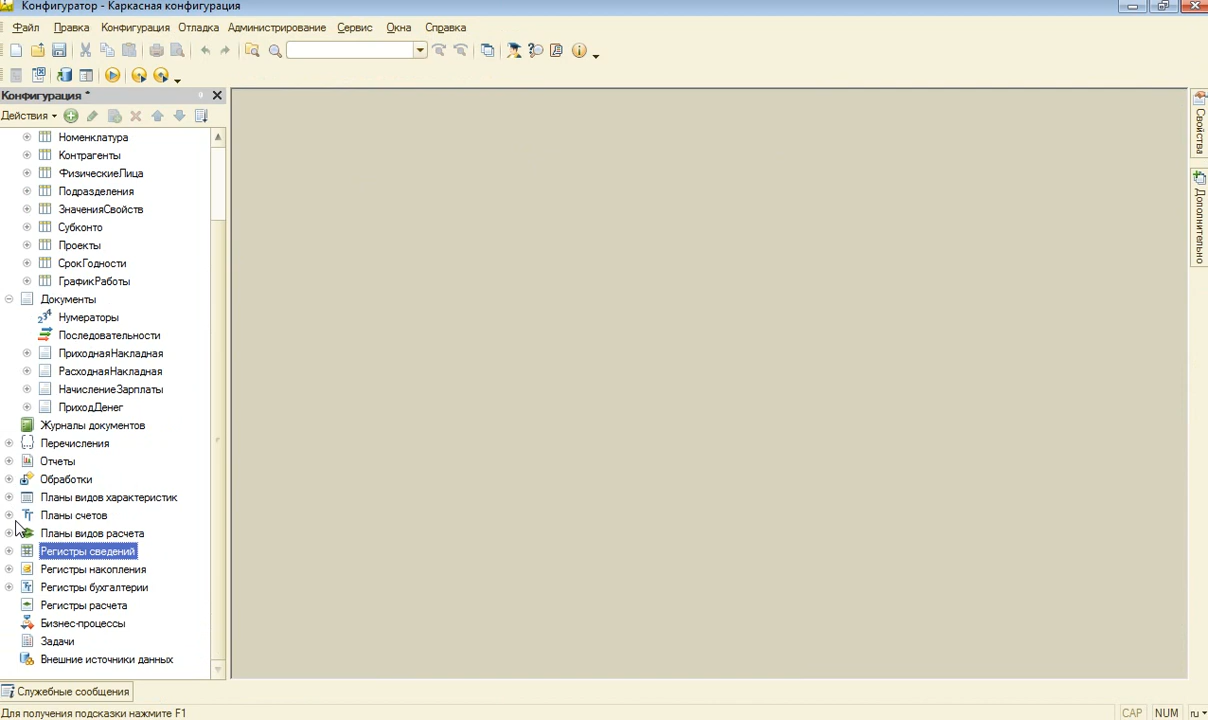 Конфигуратор - Каркасная конфигурация
Файл Правка Конфигурация Отладка Администрирование Сервис Окна Справка
Конфигурация *
Действия
Номенклатура
Контрагенты
ФизическиеЛица
Подразделения
ЗначенияСвойств
Субконто
Проекты
СрокГодности
ГрафикРаботы
Документы
Нумераторы
Последовательности
ПриходнаяНакладная
РасходнаяНакладная
НачислениеЗарплаты
ПриходДенег
Журналы документов
Перечисления
Отчеты
Обработки
Планы видов характеристик
Планы счетов
Планы видов расчета
Регистры сведений
Регистры накопления
Регистры бухгалтерии
Регистры расчета
Бизнес-процессы
Задачи
Внешние источники данных
Свойства
Дополнительно
Служебные сообщения
Для получения подсказки нажмите F1
CAP NUM ru